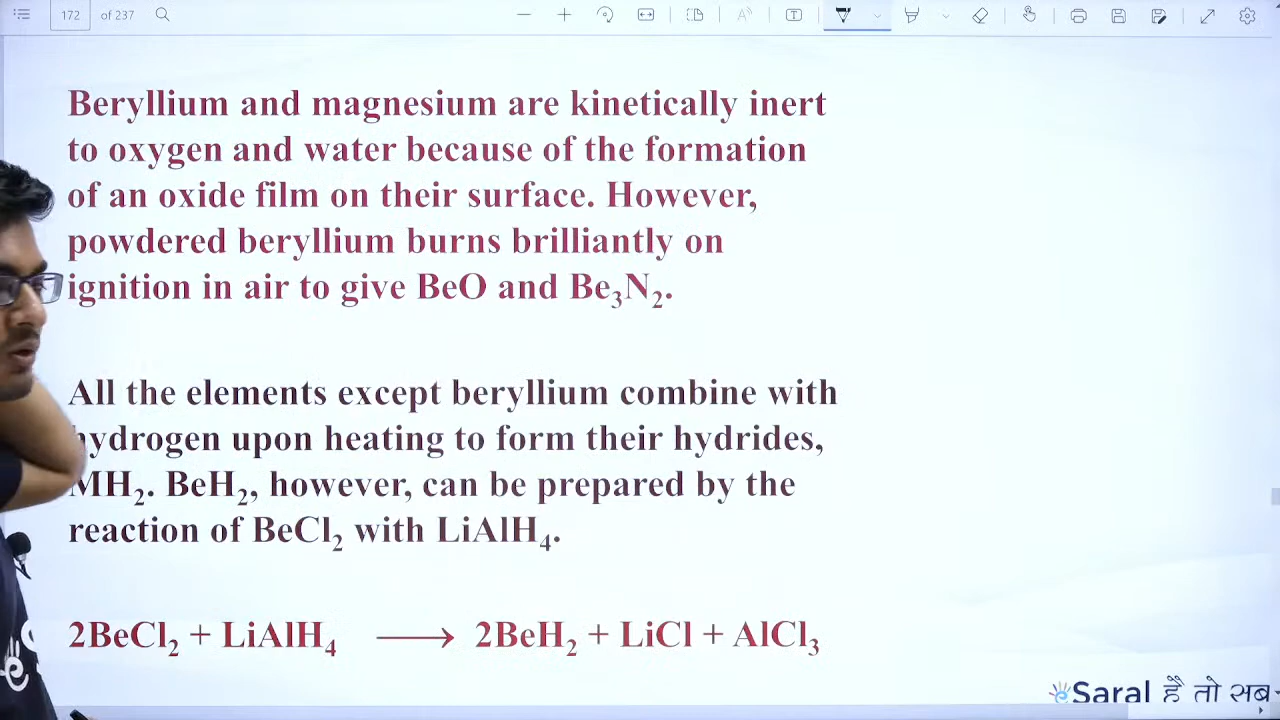 172 of 237
Beryllium and magnesium are kinetically inert
to oxygen and water because of the formation
of an oxide film on their surface. However,
powdered beryllium burns brilliantly on
ignition in air to give BeO and Be₃N₂.
All the elements except beryllium combine with
hydrogen upon heating to form their hydrides,
MH₂. BeH₂, however, can be prepared by the
reaction of BeCl₂ with LiAlH₄.
2BeCl₂ + LiAlH₄ ⟶ 2BeH₂ + LiCl + AlCl₃
Saral है तो सब